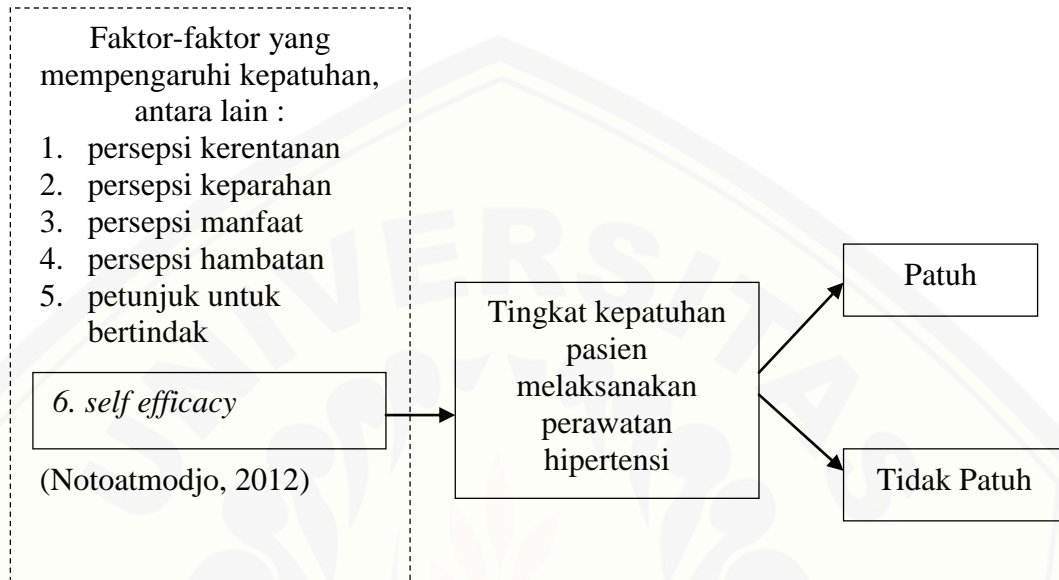 Faktor-faktor yang
mempengaruhi kepatuhan,
antara lain :
1. persepsi kerentanan
2. persepsi keparahan
3. persepsi manfaat
4. persepsi hambatan
5. petunjuk untuk
bertindak
6. self efficacy
(Notoatmodjo, 2012)
Tingkat kepatuhan
pasien
melaksanakan
perawatan
hipertensi
Patuh
Tidak Patuh
UNIVERSITAS